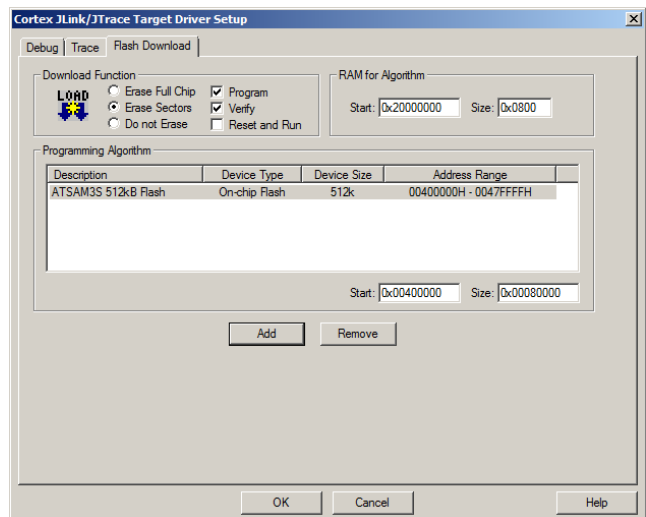 Cortex JLink/JTrace Target Driver Setup
Debug Trace Flash Download
Download Function
LOAD
Erase Full Chip
Erase Sectors
Do not Erase
Program
Verify
Reset and Run
RAM for Algorithm
Start: 0x20000000 Size: 0x0800
Programming Algorithm
Description Device Type Device Size Address Range
ATSAM3S 512kB Flash On-chip Flash 512k 00400000H - 0047FFFFH
Start: 0x00400000 Size: 0x00080000
Add Remove
OK Cancel Help